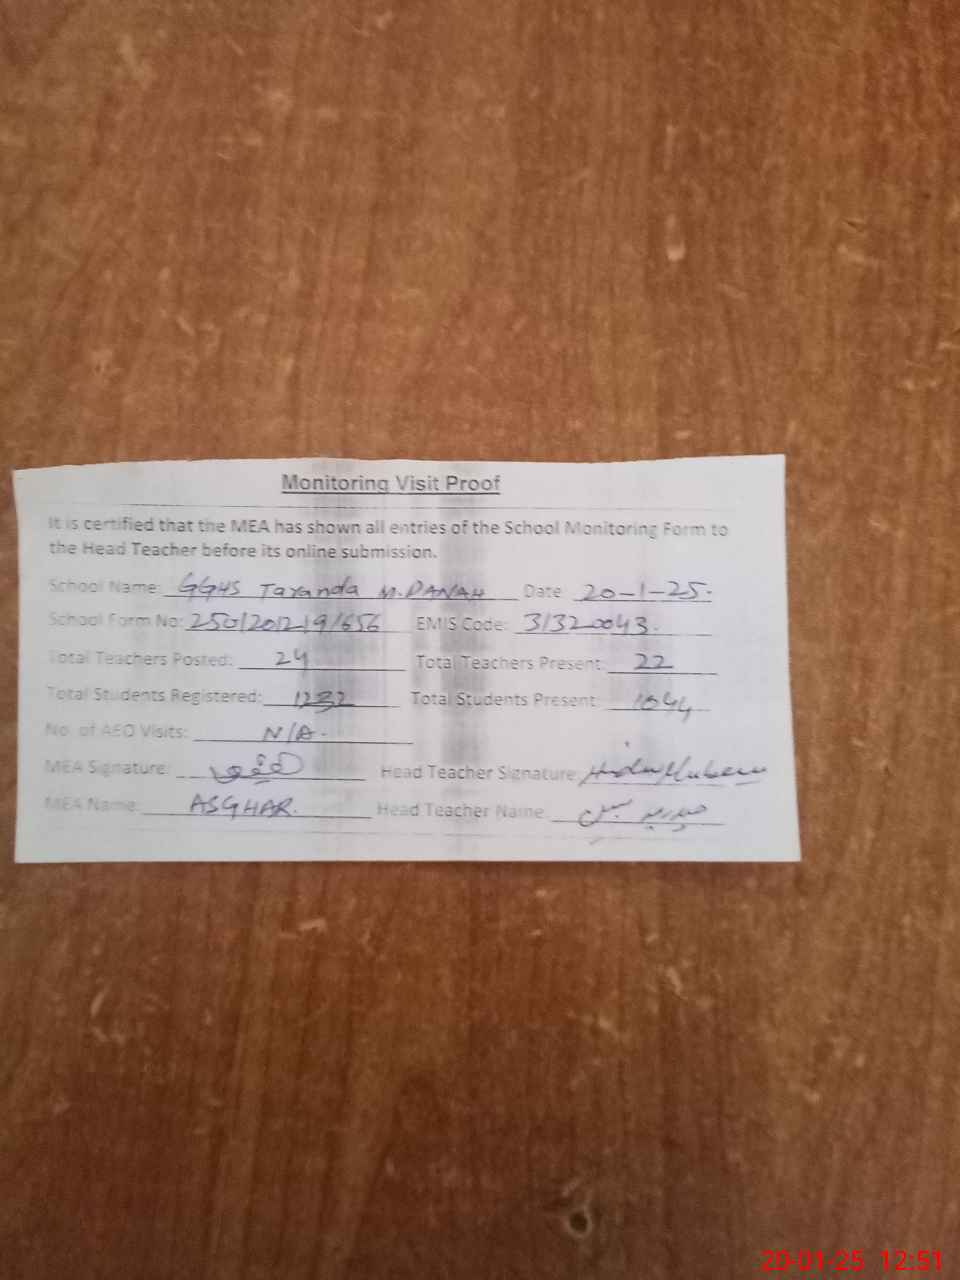 Monitoring Visit Proof
It is certified that the MEA has shown all entries of the School Monitoring Form to
the Head Teacher before its online submission.
School Name: GGHS Taranda M. PANAH Date 20-1-25.
School Form No: EMIS Code: 31320043.
Total Teachers Posted: 24 Total Teachers Present: 22
Total Students Registered: 1232 Total Students Present: 1044
No. of AEO Visits: N/A.
MEA Signature: Head Teacher Signature:
MEA Name: ASGHAR. Head Teacher Name:
20-01-25 12:51